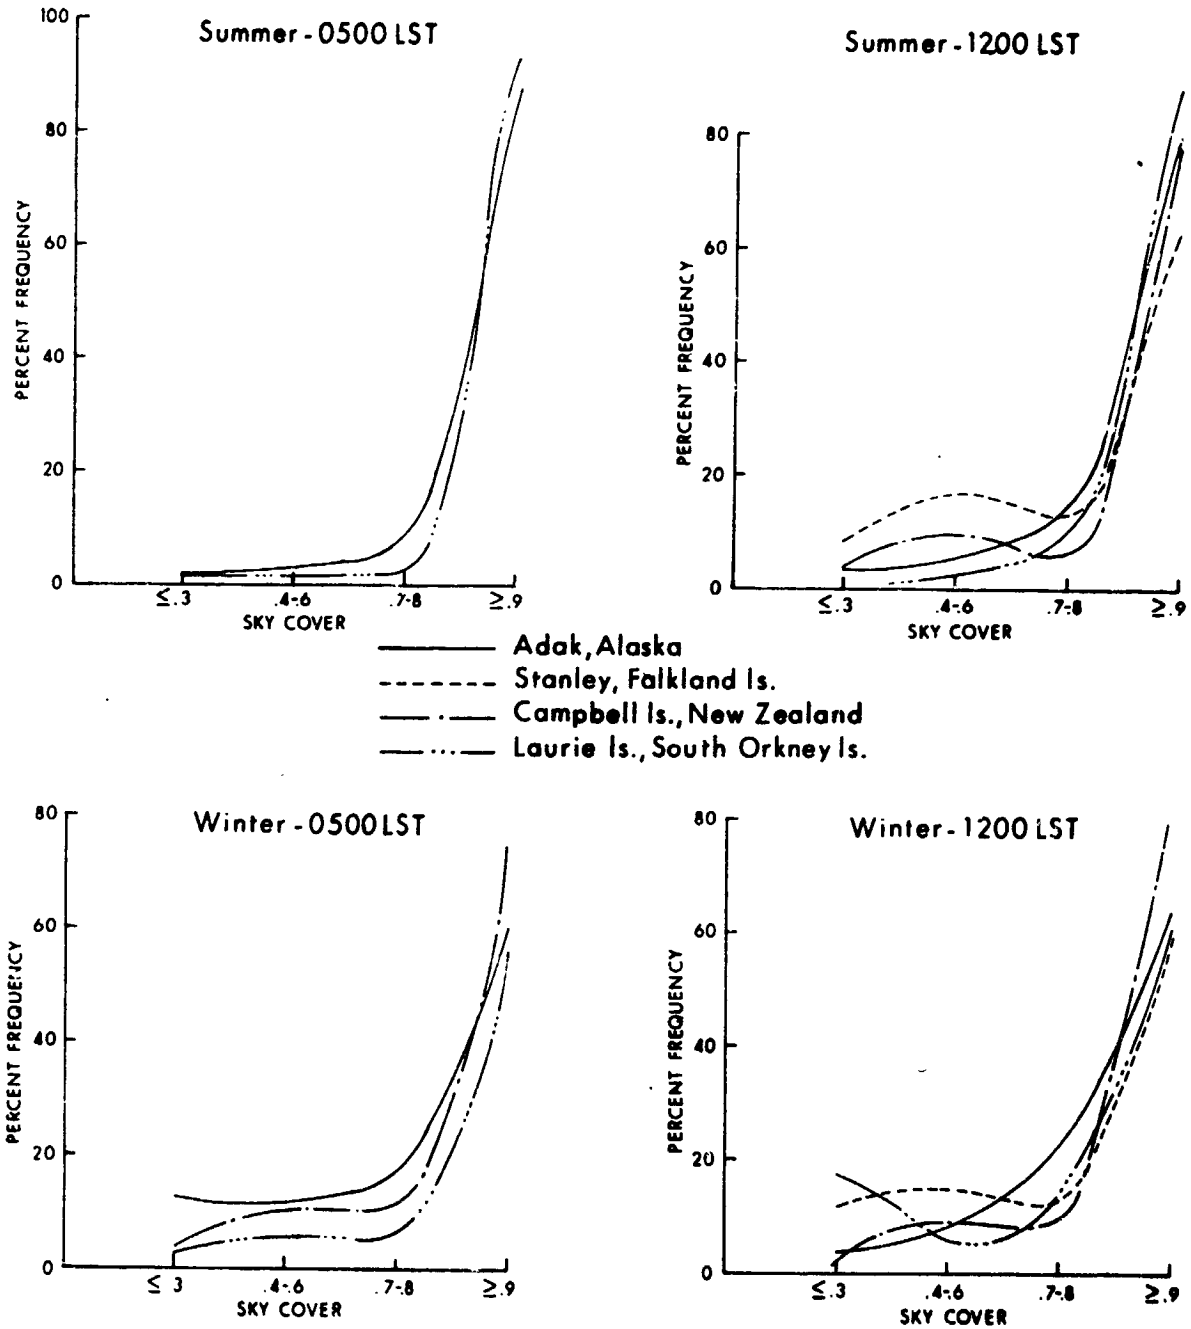 Summer - 0500 LST
100
80
60
40
20
0
PERCENT FREQUENCY
≤.3
.4-.6
.7-.8
≥.9
SKY COVER
Summer - 1200 LST
80
60
40
20
0
PERCENT FREQUENCY
≤.3
.4-.6
.7-.8
≥.9
SKY COVER
Adak, Alaska
Stanley, Falkland Is.
Campbell Is., New Zealand
Laurie Is., South Orkney Is.
Winter - 0500 LST
80
60
40
20
0
PERCENT FREQUENCY
≤.3
.4-.6
.7-.8
≥.9
SKY COVER
Winter - 1200 LST
80
60
40
20
0
PERCENT FREQUENCY
≤.3
.4-.6
.7-.8
≥.9
SKY COVER